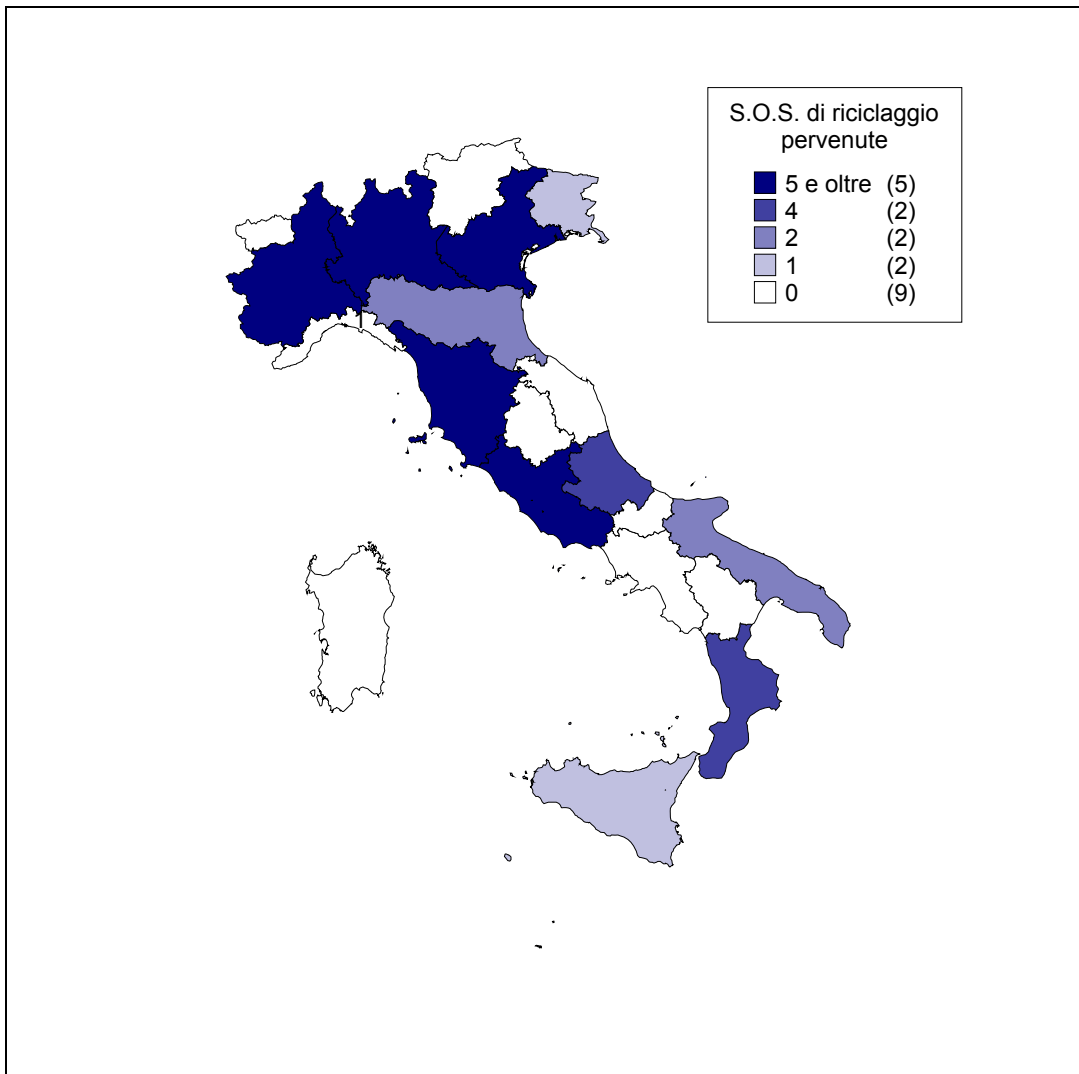 S.O.S. di riciclaggio
pervenute
5 e oltre (5)
4 (2)
2 (2)
1 (2)
0 (9)